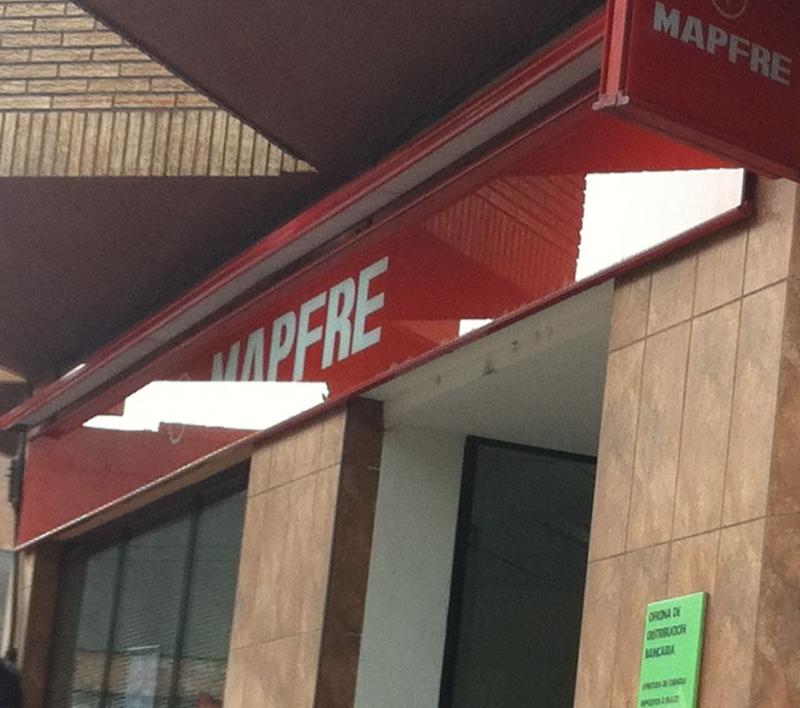 MAPFRE
MAPFRE
OFICINA DE
DISTRIBUCIÓN
BANCARIA